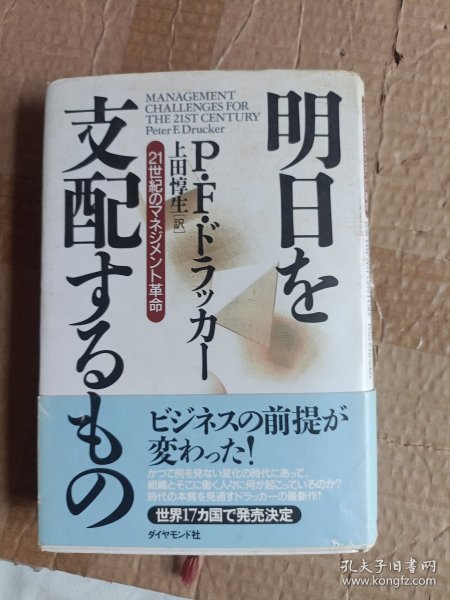 明日を
支配するもの
MANAGEMENT
CHALLENGES FOR
THE 21ST CENTURY
Peter F. Drucker
P・F・ドラッカー
上田惇生[訳]
21世紀のマネジメント革命
ビジネスの前提が
変わった!
かつて例を見ない変化の時代にあって、
組織とそこに働く人々に何が起こっているのか?
時代の本質を見通すドラッカーの最新作!
世界17カ国で発売決定
ダイヤモンド社
孔夫子旧书网
www.kongfz.com